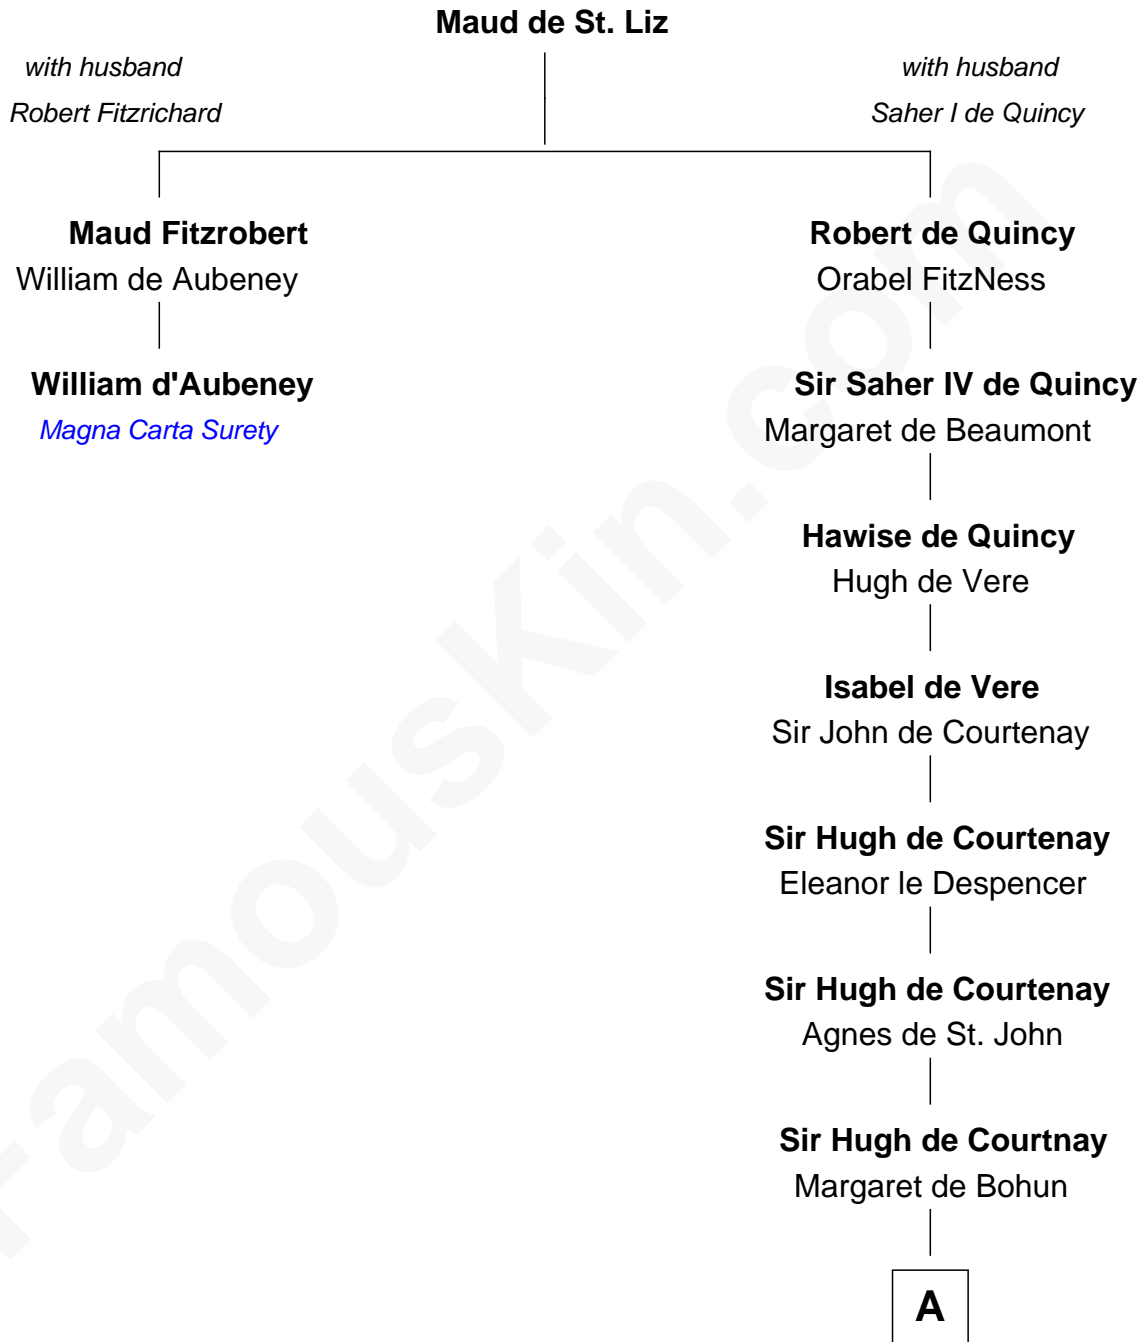 Maud de St. Liz
with husband
Robert Fitzrichard
with husband
Saher I de Quincy
Maud Fitzrobert
William de Aubeney
Robert de Quincy
Orabel FitzNess
William d'Aubeney
Magna Carta Surety
Sir Saher IV de Quincy
Margaret de Beaumont
Hawise de Quincy
Hugh de Vere
Isabel de Vere
Sir John de Courtenay
Sir Hugh de Courtenay
Eleanor le Despencer
Sir Hugh de Courtenay
Agnes de St. John
Sir Hugh de Courtnay
Margaret de Bohun
A
FamousKin.com